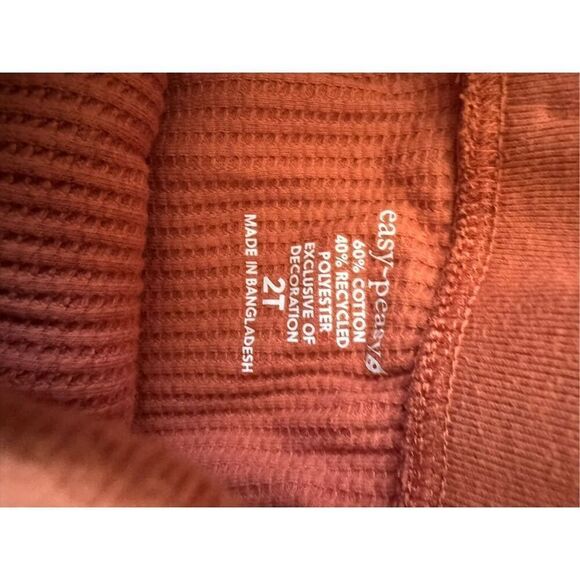 easy-peasy
60% COTTON
40% RECYCLED
POLYESTER
EXCLUSIVE OF
DECORATION
2T
MADE IN BANGLADESH